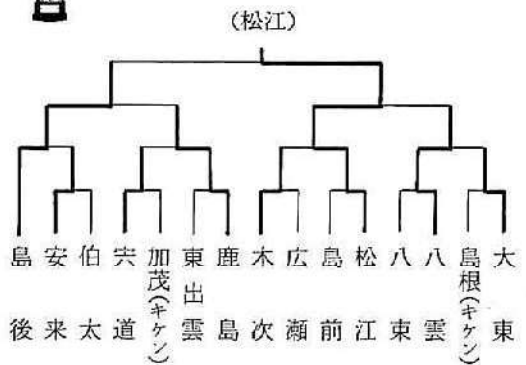 (松江)
島後
安来
伯太
宍道
加茂(キケン)
東出雲
鹿島
木次
広瀬
島前
松江
八東
八雲
島根(キケン)
大東